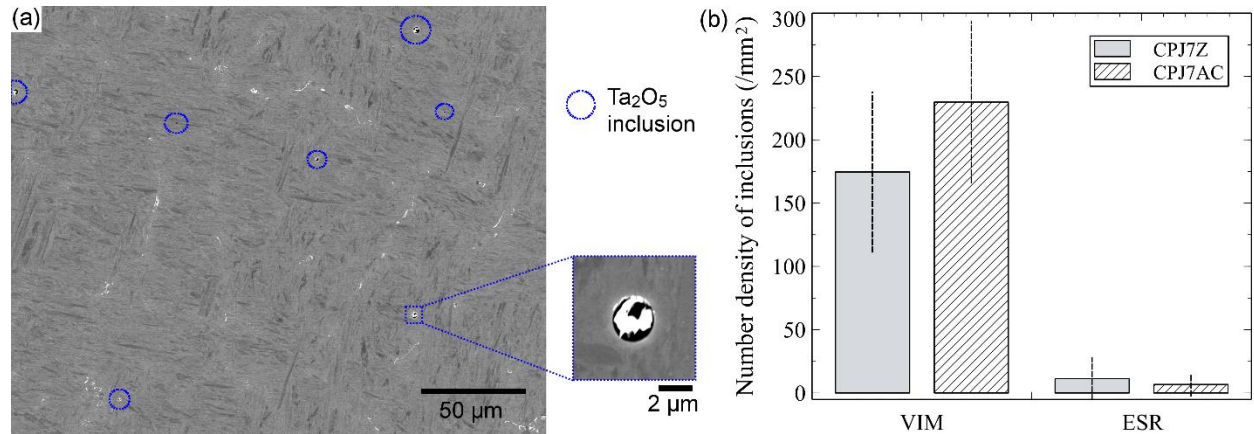 (a)
Ta₂O₅
inclusion
50 µm
2 µm
(b)
Number density of inclusions (/mm²)
300
250
200
150
100
50
0
CPJ7Z
CPJ7AC
VIM
ESR